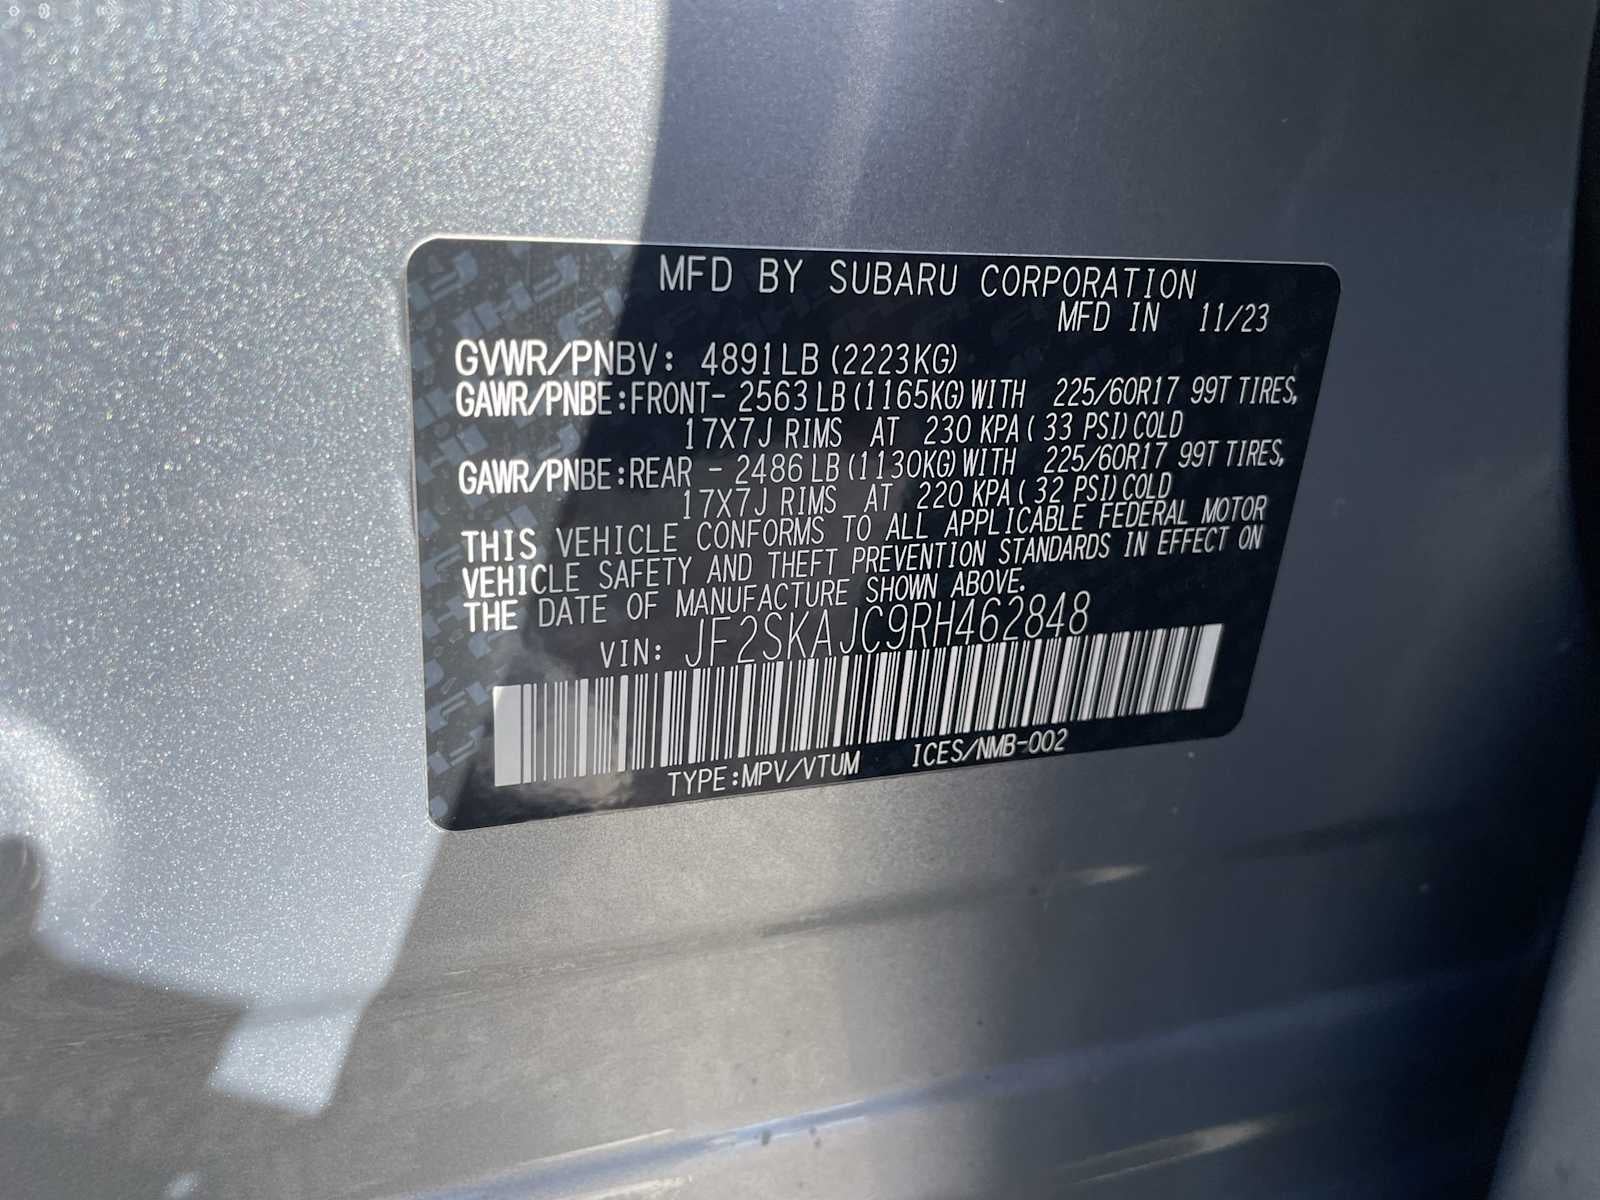 MFD BY SUBARU CORPORATION
MFD IN 11/23
GVWR/PNBV: 4891LB (2223KG)
GAWR/PNBE:FRONT- 2563LB (1165KG) WITH 225/60R17 99T TIRES,
17X7J RIMS AT 230 KPA ( 33 PSI) COLD
GAWR/PNBE:REAR - 2486LB (1130KG) WITH 225/60R17 99T TIRES,
17X7J RIMS AT 220 KPA ( 32 PSI) COLD
THIS VEHICLE CONFORMS TO ALL APPLICABLE FEDERAL MOTOR
VEHICLE SAFETY AND THEFT PREVENTION STANDARDS IN EFFECT ON
THE DATE OF MANUFACTURE SHOWN ABOVE.
VIN: JF2SKAJC9RH462848
TYPE:MPV/VTUM ICES/NMB-002